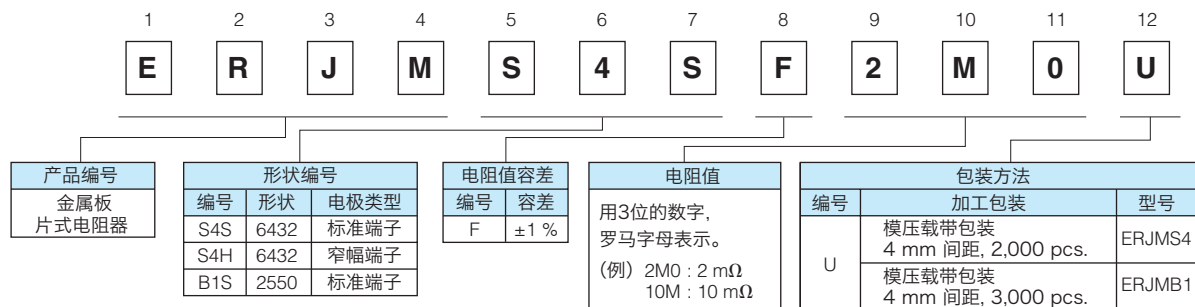 1 2 3 4 5 6 7 8 9 10 11 12
E R J M S 4 S F 2 M 0 U
产品编号
金属板
片式电阻器
形状编号
编号 形状 电极类型
S4S 6432 标准端子
S4H 6432 窄幅端子
B1S 2550 标准端子
电阻值容差
编号 容差
F ±1 %
电阻值
用3位的数字，
罗马字母表示。
（例）2M0 : 2 mΩ
10M : 10 mΩ
包装方法
编号 加工包装 型号
U
模压载带包装
4 mm 间距, 2,000 pcs.
ERJMS4
模压载带包装
4 mm 间距, 3,000 pcs.
ERJMB1